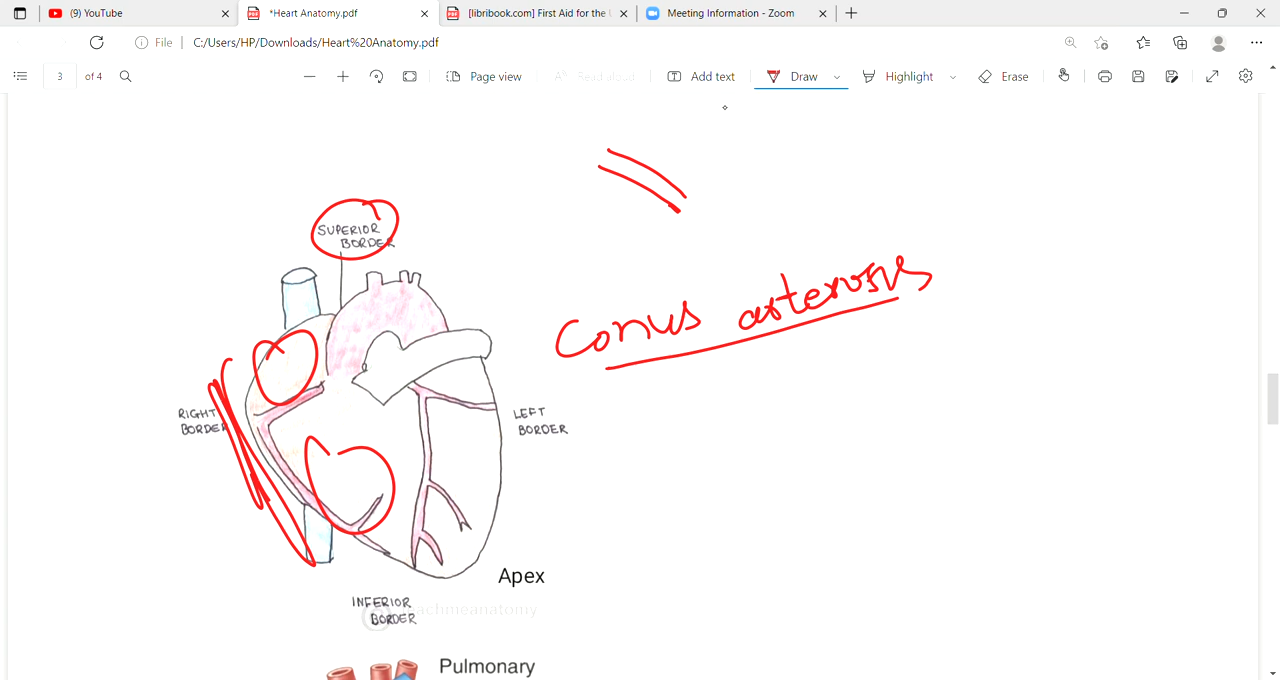 (9) YouTube
*Heart Anatomy.pdf
[libribook.com] First Aid for the U
Meeting Information - Zoom
File
C:/Users/HP/Downloads/Heart%20Anatomy.pdf
3 of 4
Page view
Read aloud
Add text
Draw
Highlight
Erase
SUPERIOR
BORDER
Conus arterosus
RIGHT
BORDER
LEFT
BORDER
Apex
INFERIOR
BORDER
teachmeanatomy
Pulmonary